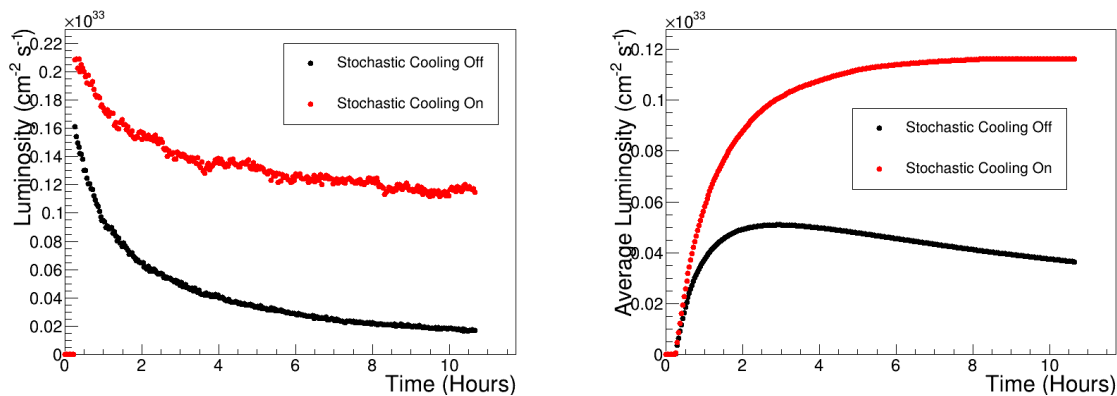 ×10³³
Luminosity (cm⁻² s⁻¹)
0.22
0.2
0.18
0.16
0.14
0.12
0.1
0.08
0.06
0.04
0.02
0
0 2 4 6 8 10
Time (Hours)
Stochastic Cooling Off
Stochastic Cooling On
×10³³
Average Luminosity (cm⁻² s⁻¹)
0.12
0.1
0.08
0.06
0.04
0.02
0
0 2 4 6 8 10
Time (Hours)
Stochastic Cooling Off
Stochastic Cooling On